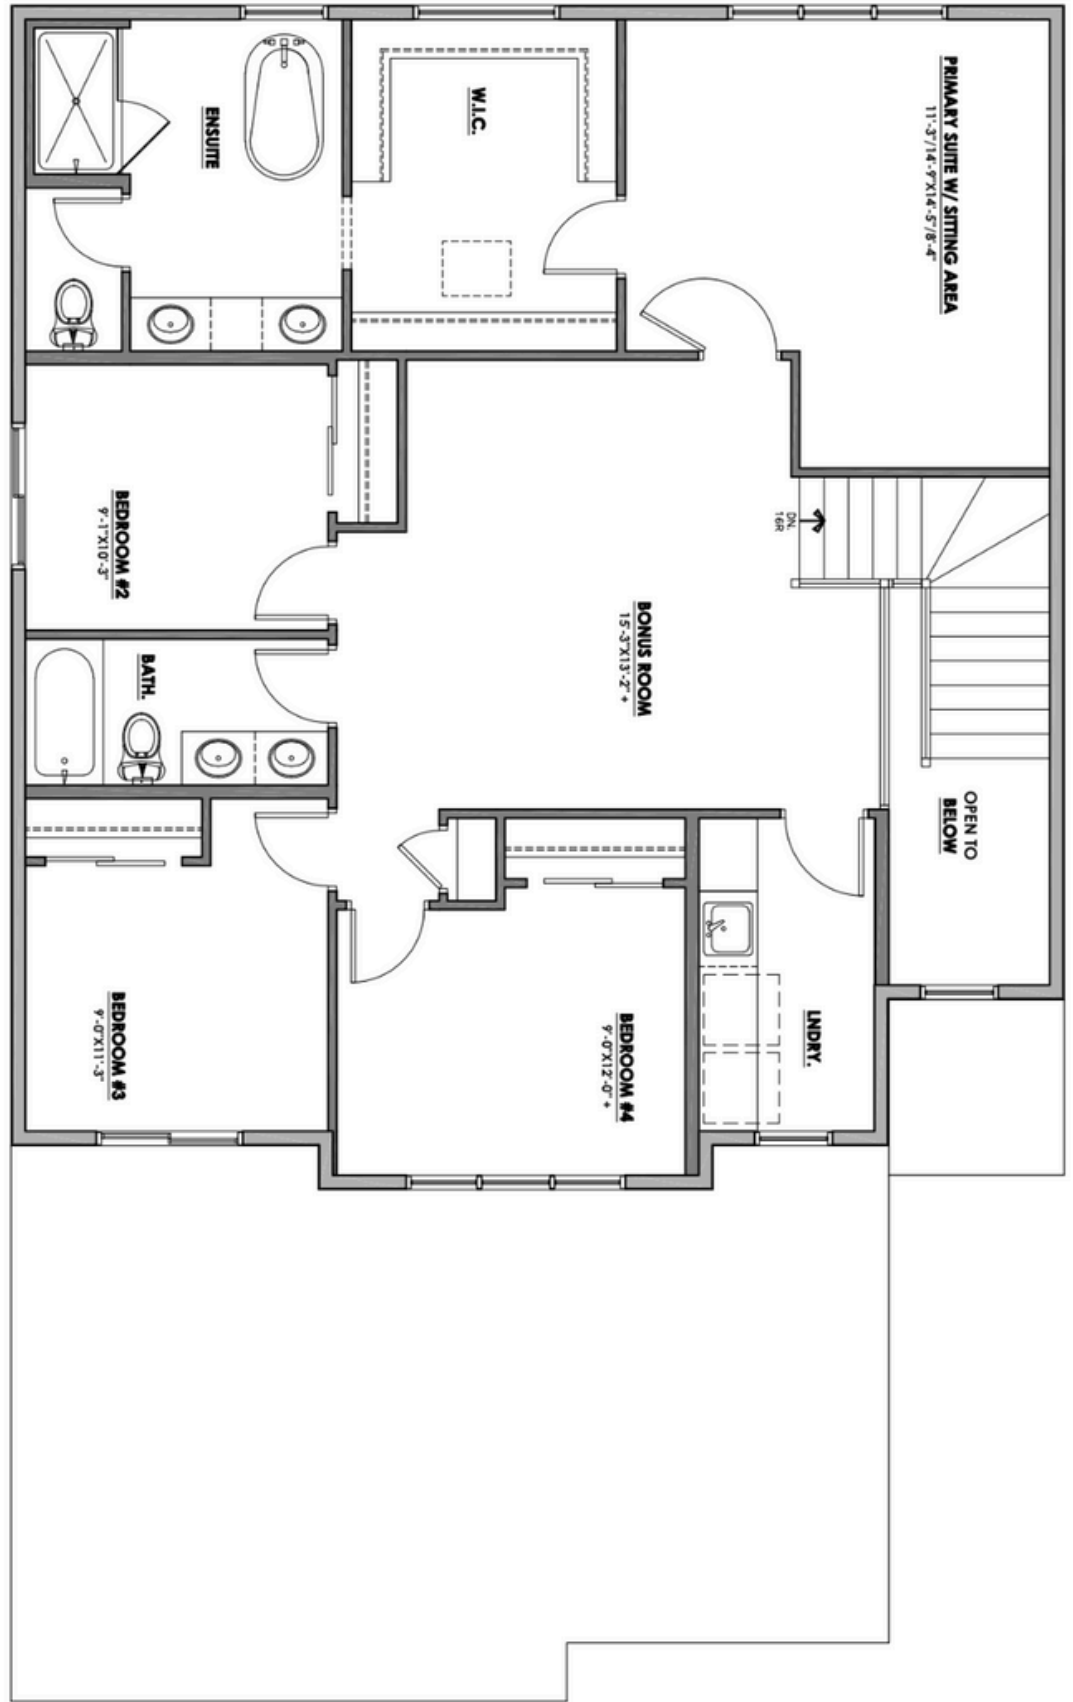 PRIMARY SUITE W/ SITTING AREA
11'-3"/14'-9"X14'-5"/8'-4"
W.I.C.
ENSUITE
BEDROOM #2
9'-1"X10'-3"
DN.
16R
BONUS ROOM
15'-3"X13'-2" +
BATH.
OPEN TO
BELOW
BEDROOM #3
9'-0"X11'-3"
BEDROOM #4
9'-0"X12'-0" +
LNDRY.